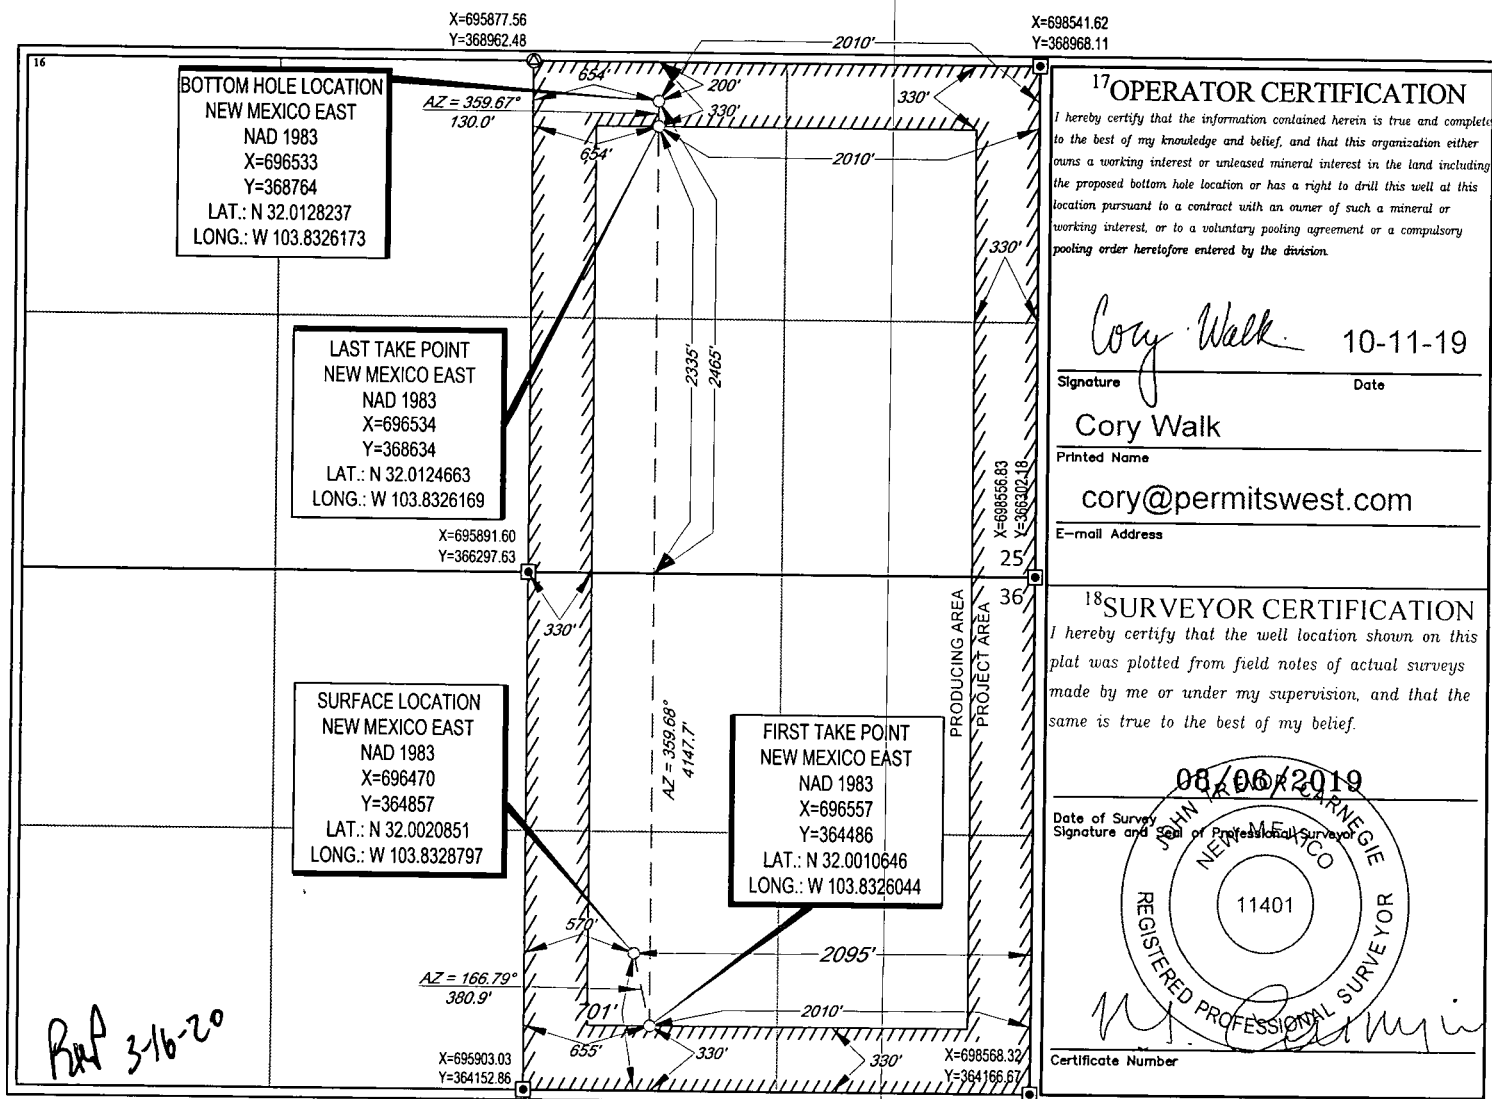 X=695877.56
Y=368962.48
X=698541.62
Y=368968.11
16
2010'
654'
200'
330'
330'
AZ = 359.67°
130.0'
654'
2010'
BOTTOM HOLE LOCATION
NEW MEXICO EAST
NAD 1983
X=696533
Y=368764
LAT.: N 32.0128237
LONG.: W 103.8326173
330'
LAST TAKE POINT
NEW MEXICO EAST
NAD 1983
X=696534
Y=368634
LAT.: N 32.0124663
LONG.: W 103.8326169
2335'
2465'
X=695891.60
Y=366297.63
X=698556.83
Y=366302.18
25
36
330'
PRODUCING AREA
PROJECT AREA
SURFACE LOCATION
NEW MEXICO EAST
NAD 1983
X=696470
Y=364857
LAT.: N 32.0020851
LONG.: W 103.8328797
AZ = 359.68°
4147.7'
FIRST TAKE POINT
NEW MEXICO EAST
NAD 1983
X=696557
Y=364486
LAT.: N 32.0010646
LONG.: W 103.8326044
570'
2095'
AZ = 166.79°
380.9'
701'
2010'
655'
330'
330'
X=695903.03
Y=364152.86
X=698568.32
Y=364166.67
3-16-20
17 OPERATOR CERTIFICATION
I hereby certify that the information contained herein is true and complete
to the best of my knowledge and belief, and that this organization either
owns a working interest or unleased mineral interest in the land including
the proposed bottom hole location or has a right to drill this well at this
location pursuant to a contract with an owner of such a mineral or
working interest, or to a voluntary pooling agreement or a compulsory
pooling order heretofore entered by the division.
Cory Walk
10-11-19
Signature Date
Cory Walk
Printed Name
cory@permitswest.com
E-mail Address
18 SURVEYOR CERTIFICATION
I hereby certify that the well location shown on this
plat was plotted from field notes of actual surveys
made by me or under my supervision, and that the
same is true to the best of my belief.
08/06/2019
Date of Survey
Signature and Seal of Professional Surveyor
JOHN TREVOR CARNEGIE
NEW MEXICO
11401
REGISTERED PROFESSIONAL SURVEYOR
Certificate Number